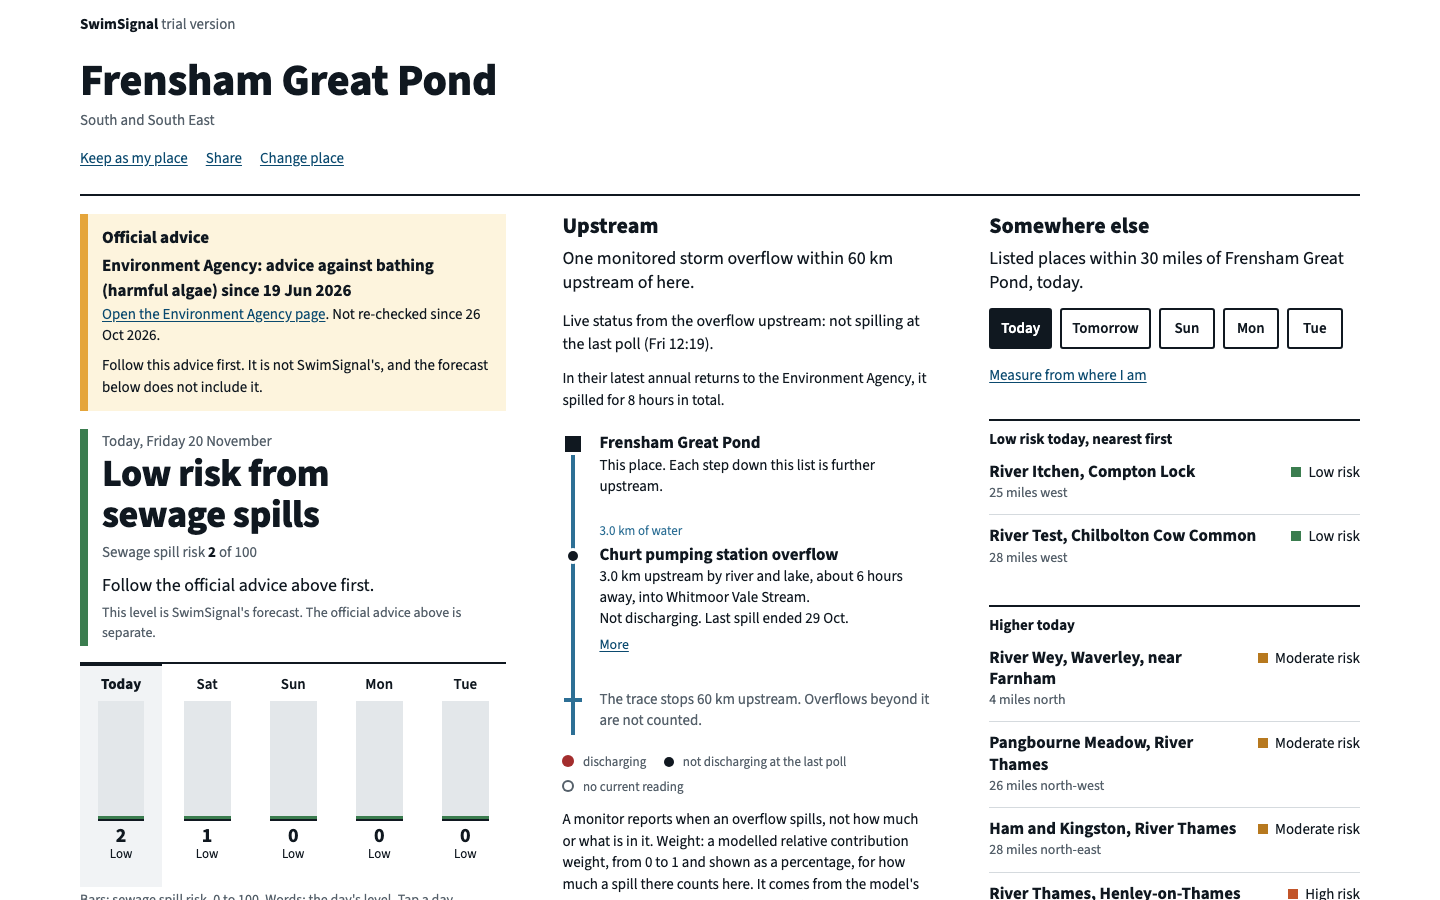 SwimSignal trial version
Frensham Great Pond
South and South East
Keep as my place Share Change place
Official advice
Environment Agency: advice against bathing
(harmful algae) since 19 Jun 2026
Open the Environment Agency page. Not re-checked since 26
Oct 2026.
Follow this advice first. It is not SwimSignal's, and the forecast
below does not include it.
Today, Friday 20 November
Low risk from
sewage spills
Sewage spill risk 2 of 100
Follow the official advice above first.
This level is SwimSignal's forecast. The official advice above is
separate.
Today Sat Sun Mon Tue
2 1 0 0 0
Low Low Low Low Low
Bars: sewage spill risk, 0 to 100. Words: the day's level. Tap a day
Upstream
One monitored storm overflow within 60 km
upstream of here.
Live status from the overflow upstream: not spilling at
the last poll (Fri 12:19).
In their latest annual returns to the Environment Agency, it
spilled for 8 hours in total.
Frensham Great Pond
This place. Each step down this list is further
upstream.
3.0 km of water
Churt pumping station overflow
3.0 km upstream by river and lake, about 6 hours
away, into Whitmoor Vale Stream.
Not discharging. Last spill ended 29 Oct.
More
The trace stops 60 km upstream. Overflows beyond it
are not counted.
discharging not discharging at the last poll
no current reading
A monitor reports when an overflow spills, not how much
or what is in it. Weight: a modelled relative contribution
weight, from 0 to 1 and shown as a percentage, for how
much a spill there counts here. It comes from the model's
Somewhere else
Listed places within 30 miles of Frensham Great
Pond, today.
Today Tomorrow Sun Mon Tue
Measure from where I am
Low risk today, nearest first
River Itchen, Compton Lock Low risk
25 miles west
River Test, Chilbolton Cow Common Low risk
28 miles west
Higher today
River Wey, Waverley, near
Farnham
Moderate risk
4 miles north
Pangbourne Meadow, River
Thames
Moderate risk
26 miles north-west
Ham and Kingston, River Thames Moderate risk
28 miles north-east
River Thames, Henley-on-Thames High risk